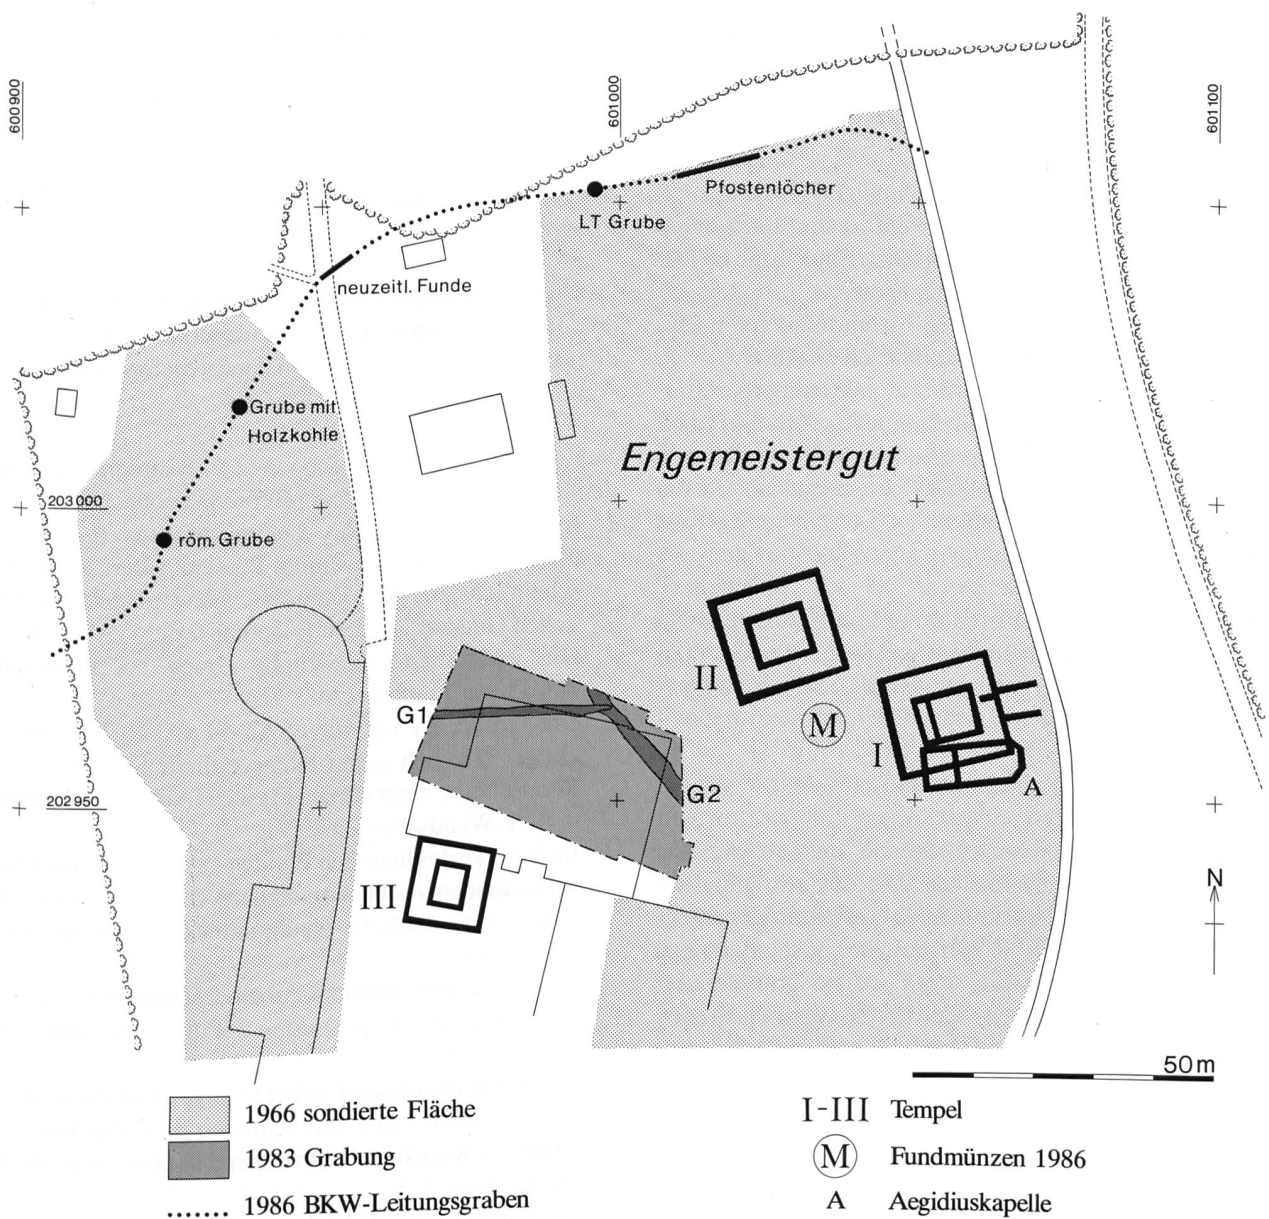 600900
601000
601100
Pfostenlöcher
LT Grube
neuzeitl. Funde
Grube mit
Holzkohle
Engemeistergut
203000
röm. Grube
II
G1
M
I
G2
A
202950
III
N
50m
1966 sondierte Fläche
1983 Grabung
1986 BKW-Leitungsgraben
I-III Tempel
M Fundmünzen 1986
A Aegidiuskapelle